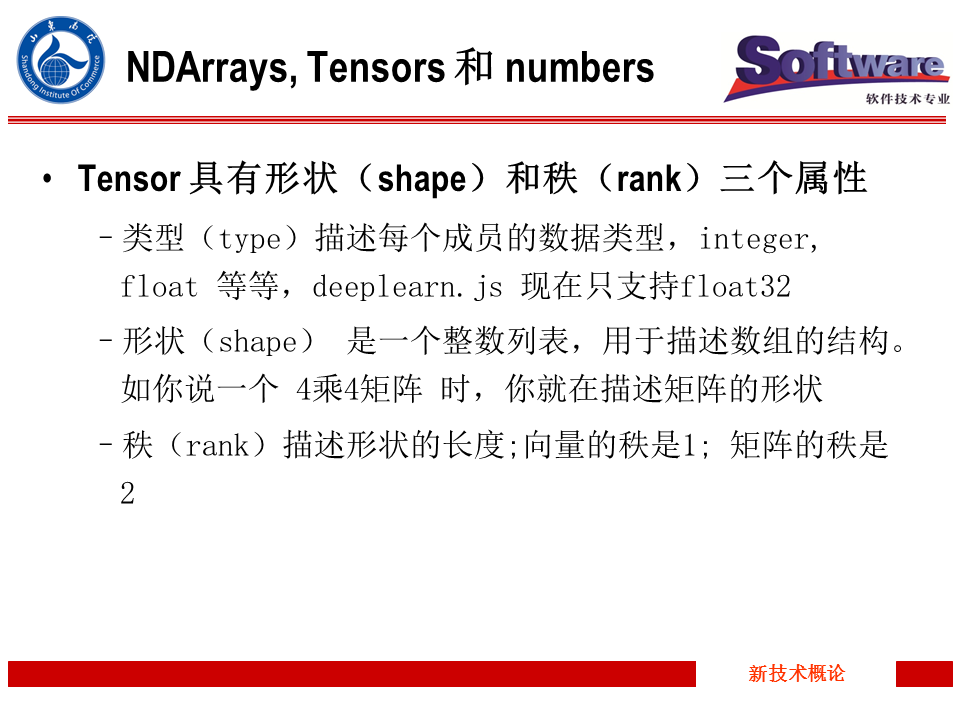 山东商院
Shandong Institute Of Commerce
NDArrays, Tensors 和 numbers
Software
软件技术专业
• Tensor 具有形状（shape）和秩（rank）三个属性
–类型（type）描述每个成员的数据类型，integer,
float 等等，deeplearn.js 现在只支持float32
–形状（shape） 是一个整数列表，用于描述数组的结构。
如你说一个 4乘4矩阵 时，你就在描述矩阵的形状
–秩（rank）描述形状的长度;向量的秩是1; 矩阵的秩是
2
新技术概论